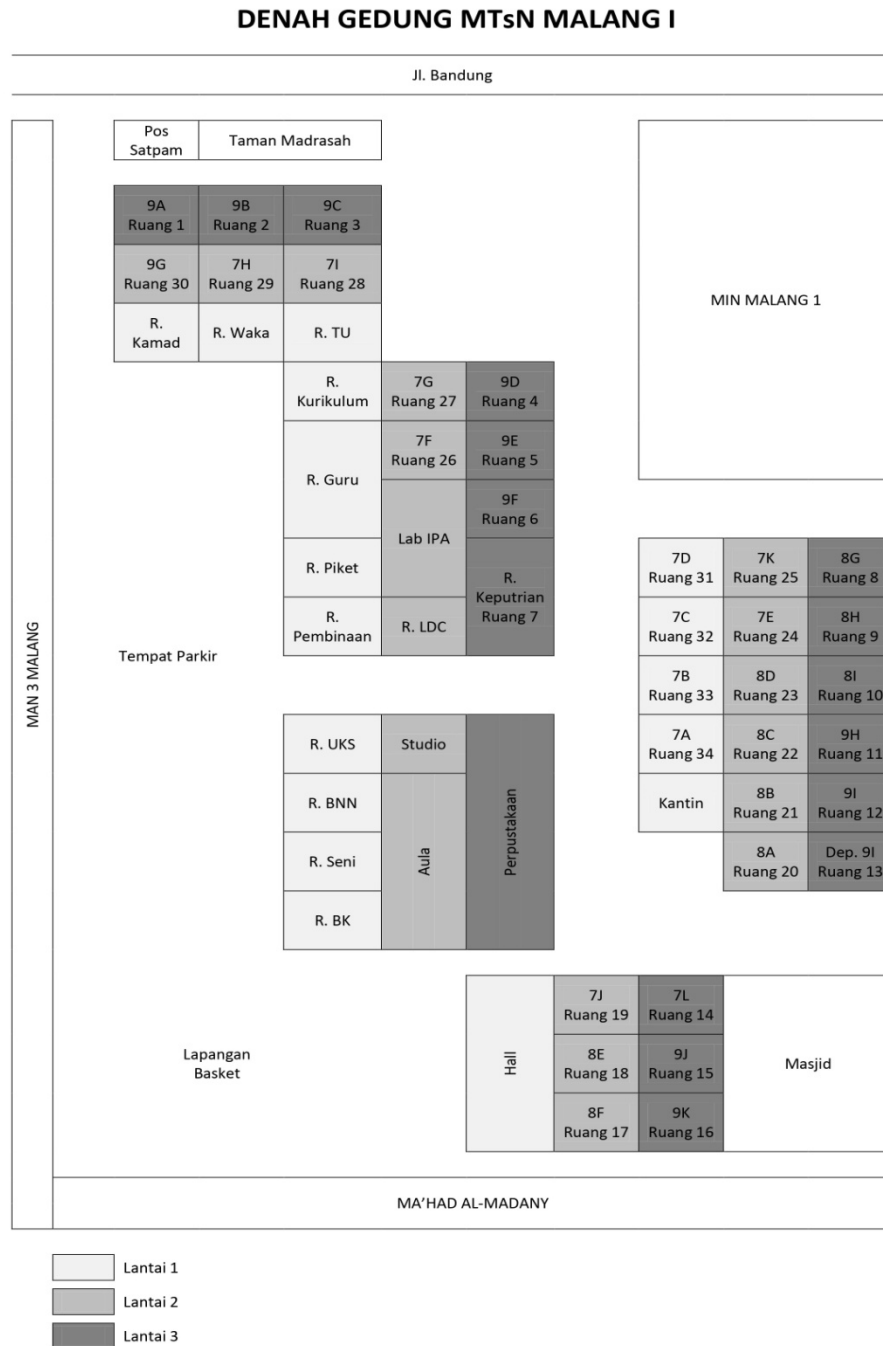 DENAH GEDUNG MTsN MALANG I
Jl. Bandung
Pos
Satpam
Taman Madrasah
9A
Ruang 1
9B
Ruang 2
9C
Ruang 3
9G
Ruang 30
7H
Ruang 29
7I
Ruang 28
R.
Kamad
R. Waka
R. TU
MIN MALANG 1
R.
Kurikulum
7G
Ruang 27
9D
Ruang 4
R. Guru
7F
Ruang 26
9E
Ruang 5
Lab IPA
9F
Ruang 6
R. Piket
R.
Keputrian
Ruang 7
R.
Pembinaan
R. LDC
7D
Ruang 31
7K
Ruang 25
8G
Ruang 8
7C
Ruang 32
7E
Ruang 24
8H
Ruang 9
7B
Ruang 33
8D
Ruang 23
8I
Ruang 10
7A
Ruang 34
8C
Ruang 22
9H
Ruang 11
Kantin
8B
Ruang 21
9I
Ruang 12
8A
Ruang 20
Dep. 9I
Ruang 13
MAN 3 MALANG
Tempat Parkir
R. UKS
Studio
Perpustakaan
R. BNN
Aula
R. Seni
R. BK
Lapangan
Basket
Hall
7J
Ruang 19
7L
Ruang 14
8E
Ruang 18
9J
Ruang 15
Masjid
8F
Ruang 17
9K
Ruang 16
MA’HAD AL-MADANY
Lantai 1
Lantai 2
Lantai 3